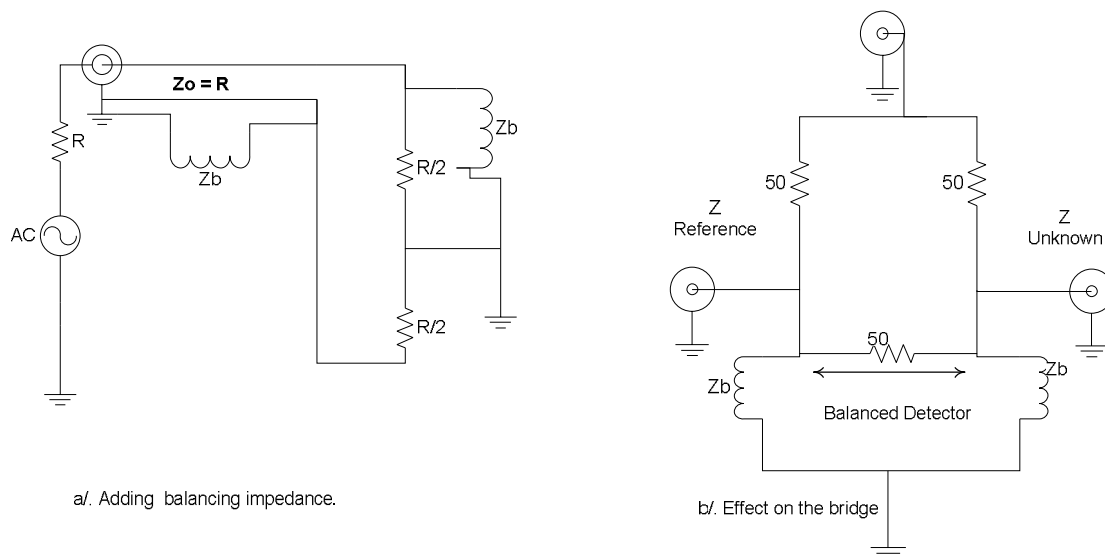 Zo = R
R
Zb
Zb
R/2
AC
R/2
a/. Adding balancing impedance.
50
50
Z
Reference
Z
Unknown
50
Zb
Zb
Balanced Detector
b/. Effect on the bridge